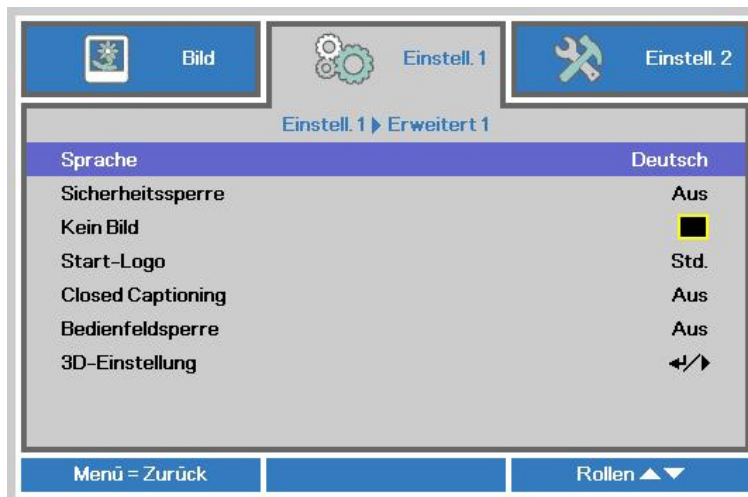 Bild
Einstell. 1
Einstell. 2
Einstell. 1 ▶ Erweitert 1
Sprache Deutsch
Sicherheitssperre Aus
Kein Bild
Start-Logo Std.
Closed Captioning Aus
Bedienfeldsperre Aus
3D-Einstellung ↵/▶
Menü = Zurück
Rollen ▲▼